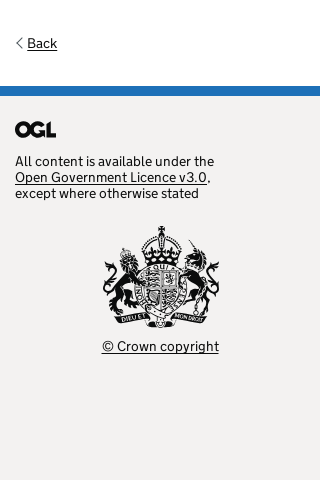 Back
OGL
All content is available under the
Open Government Licence v3.0,
except where otherwise stated
DIEU ET MON DROIT
© Crown copyright